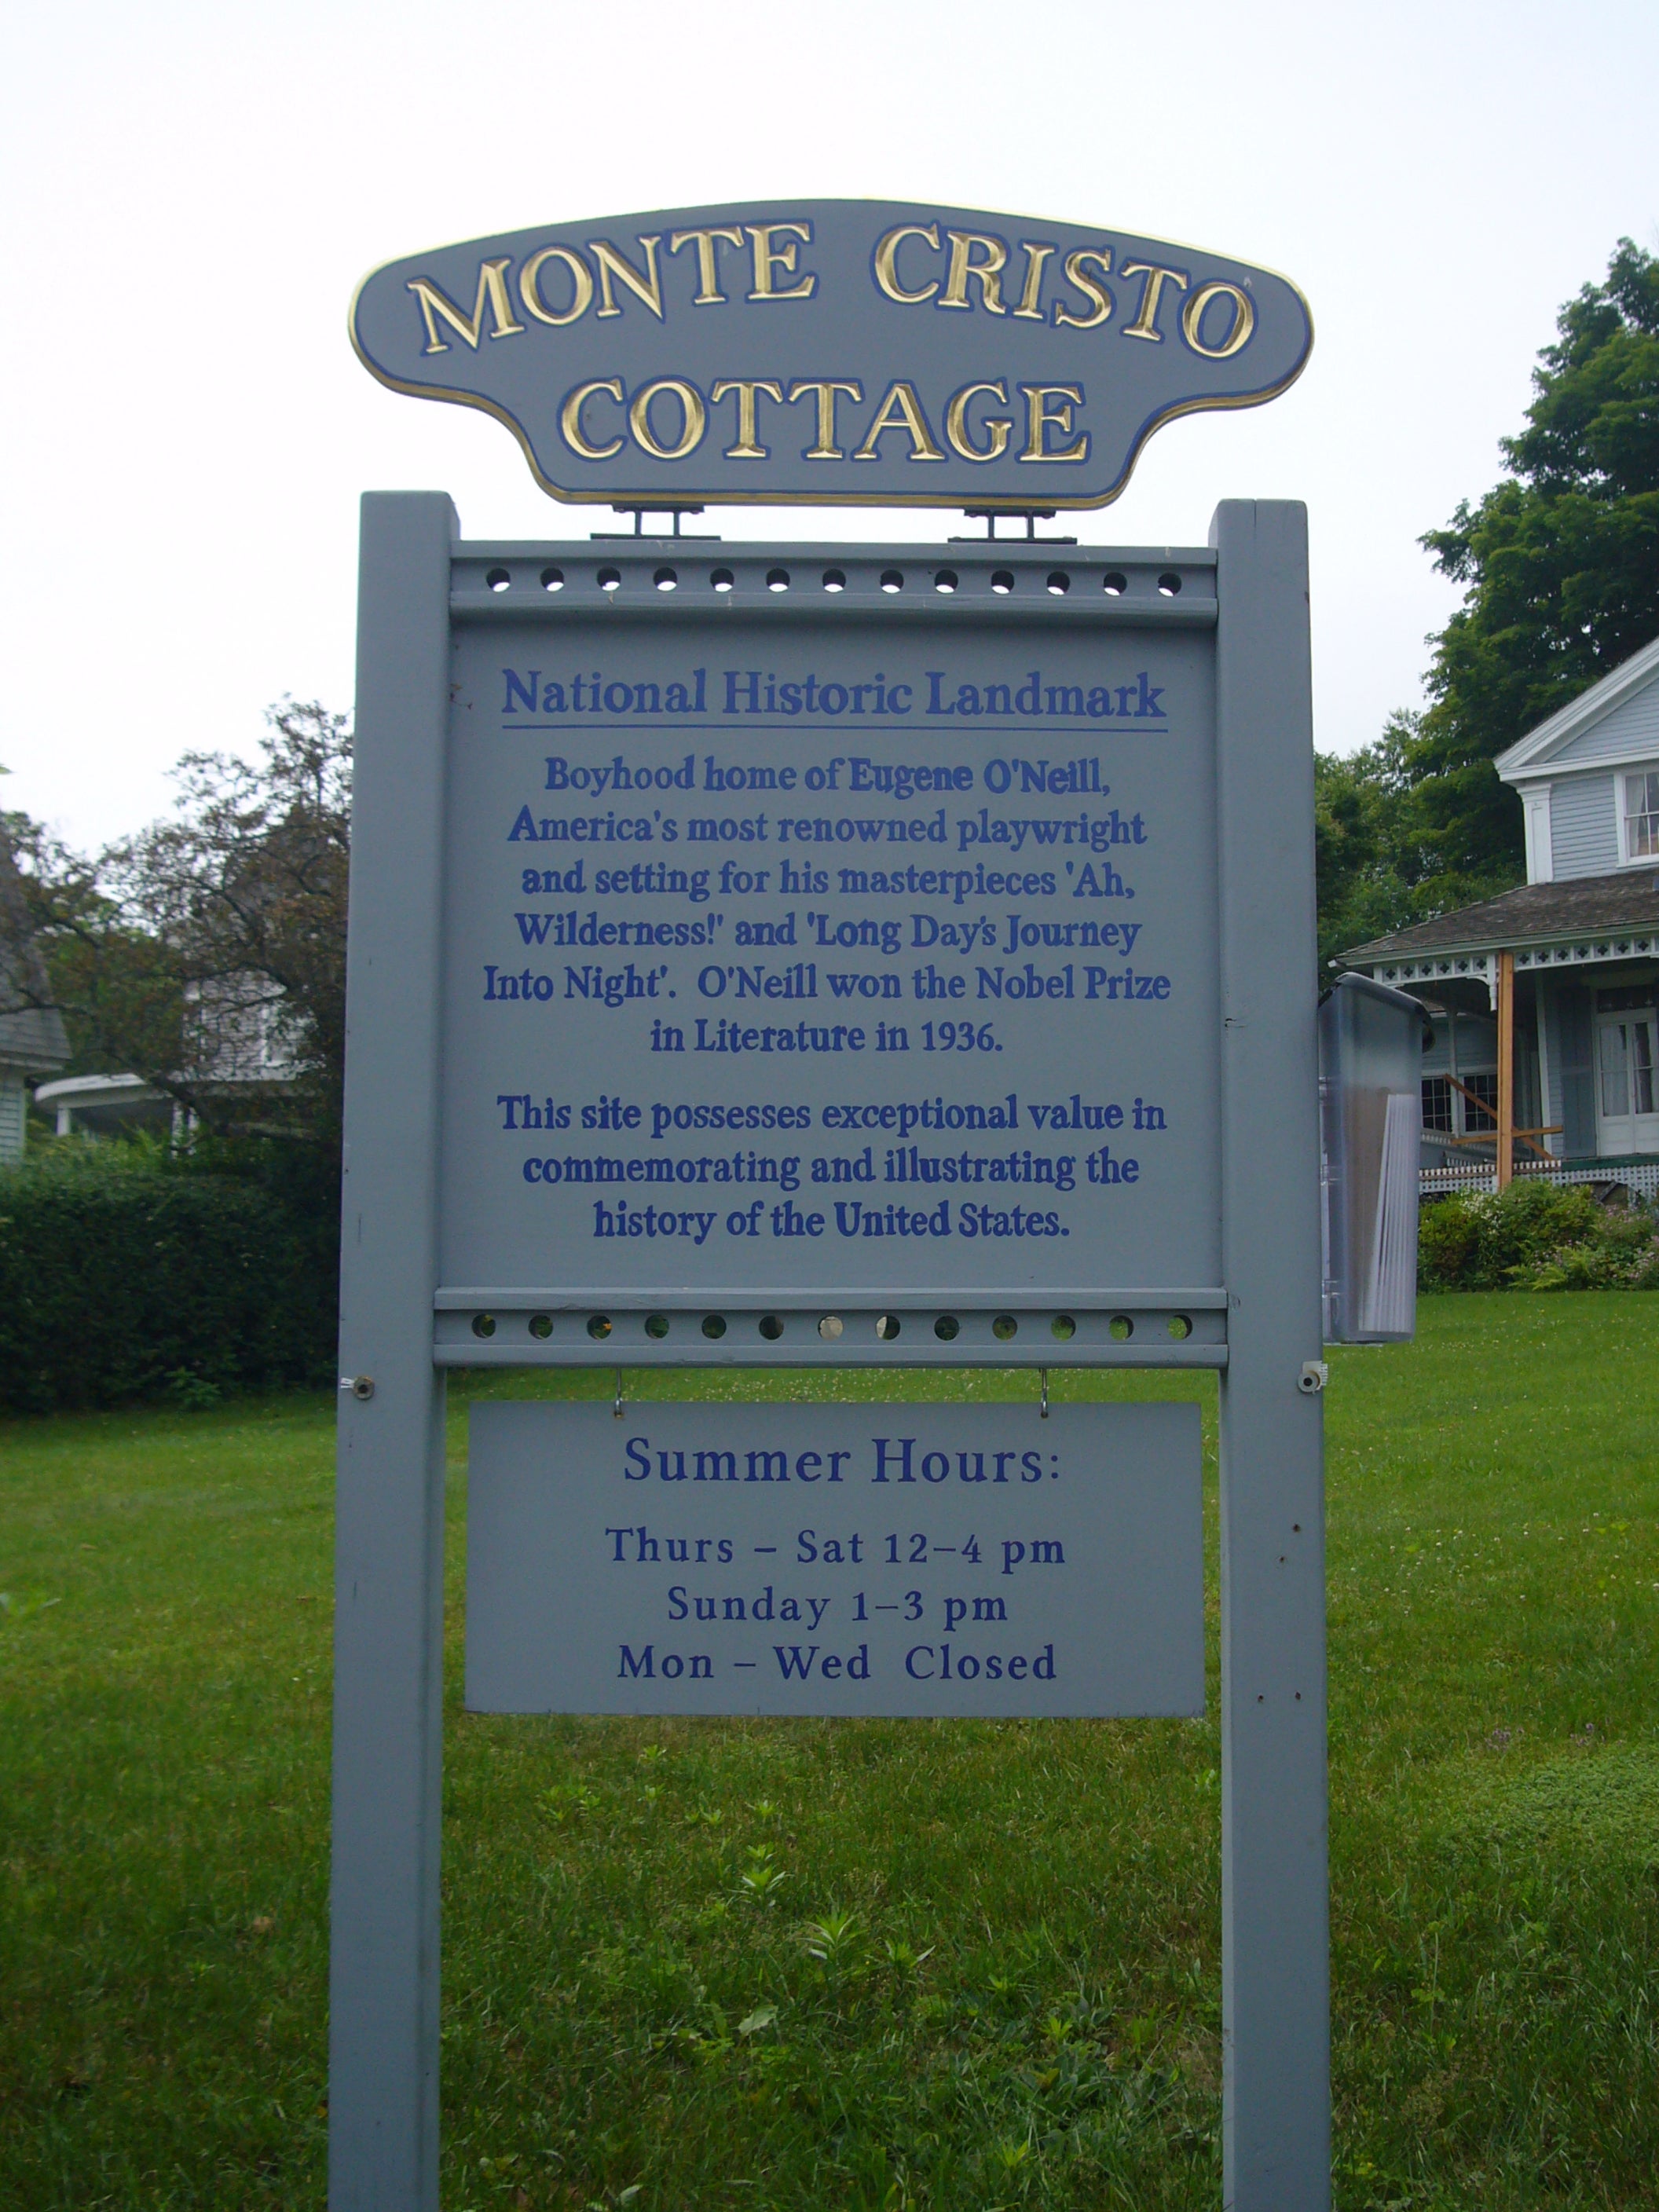 MONTE CRISTO
COTTAGE
National Historic Landmark
Boyhood home of Eugene O'Neill,
America's most renowned playwright
and setting for his masterpieces 'Ah,
Wilderness!' and 'Long Day's Journey
Into Night'. O'Neill won the Nobel Prize
in Literature in 1936.
This site possesses exceptional value in
commemorating and illustrating the
history of the United States.
Summer Hours:
Thurs – Sat 12–4 pm
Sunday 1–3 pm
Mon – Wed Closed